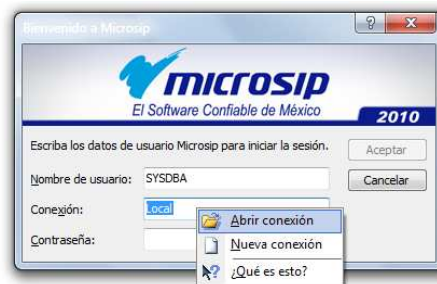 Bienvenido a Microsip
microsip
El Software Confiable de México
2010
Escriba los datos de usuario Microsip para iniciar la sesión.
Aceptar
Nombre de usuario: SYSDBA
Cancelar
Conexión: Local
Abrir conexión
Nueva conexión
Contraseña:
¿Qué es esto?